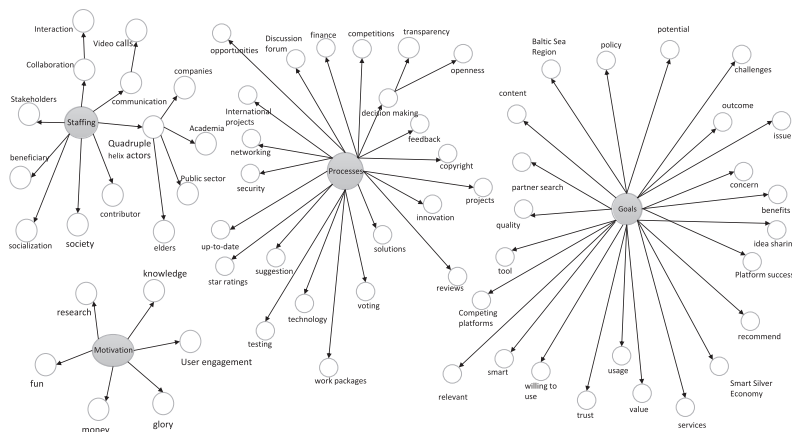 Interaction
Video calls
Collaboration
companies
Stakeholders
communication
Staffing
Academia
Quadruple
helix actors
beneficiary
Public sector
contributor
socialization
society
elders
opportunities
Discussion
forum
finance
competitions
transparency
openness
International
projects
decision making
feedback
networking
copyright
security
Processes
projects
innovation
up-to-date
solutions
star ratings
suggestion
reviews
voting
technology
testing
work packages
Baltic Sea
Region
policy
potential
challenges
content
outcome
issue
partner search
concern
benefits
quality
Goals
idea sharin
tool
Platform success
Competing
platforms
recommend
relevant
smart
willing to
use
usage
Smart Silver
Economy
trust
value
services
knowledge
research
Motivation
User engagement
fun
money
glory